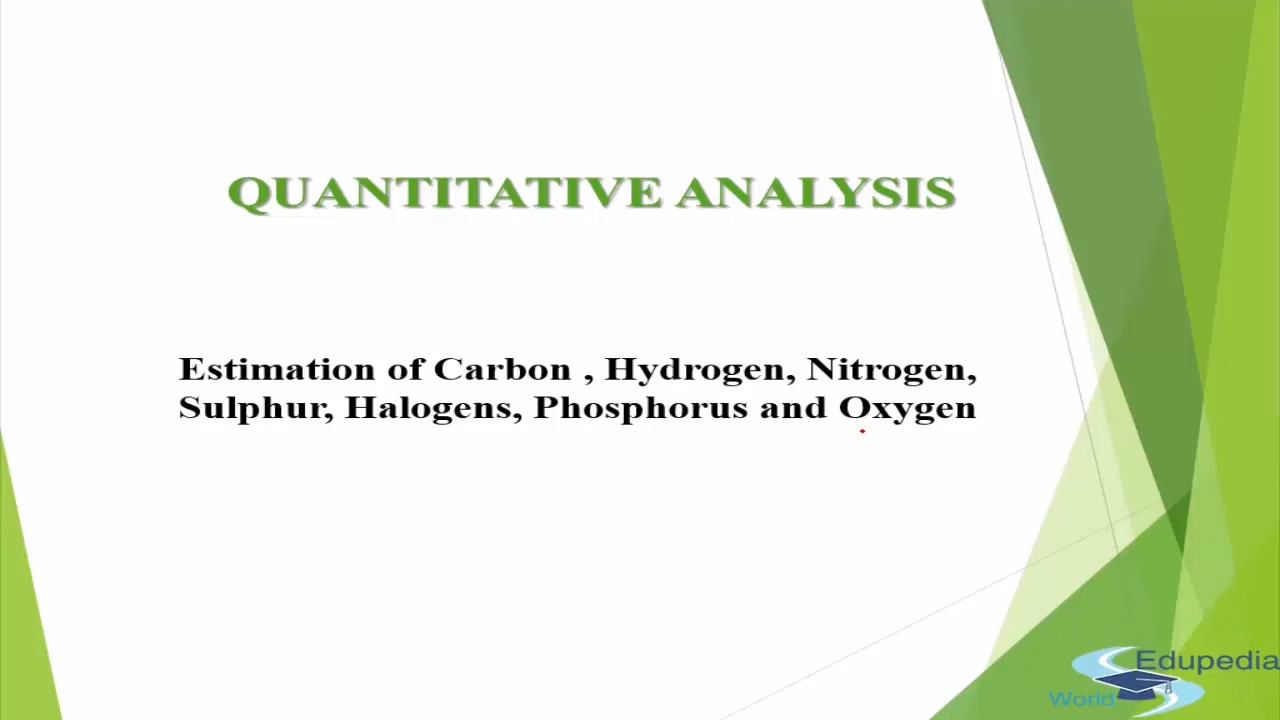 QUANTITATIVE ANALYSIS
Estimation of Carbon , Hydrogen, Nitrogen,
Sulphur, Halogens, Phosphorus and Oxygen
Edupedia
World